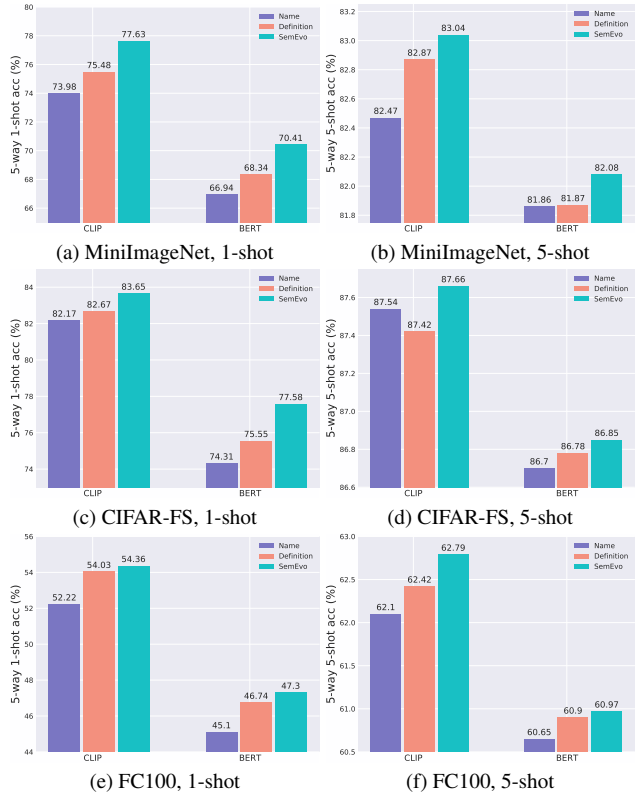 80
78
76
74
72
70
68
66
5-way 1-shot acc (%)
73.98
75.48
77.63
66.94
68.34
70.41
Name
Definition
SemEvo
CLIP
BERT
(a) MiniImageNet, 1-shot
83.2
83.0
82.8
82.6
82.4
82.2
82.0
81.8
5-way 5-shot acc (%)
82.47
82.87
83.04
81.86
81.87
82.08
Name
Definition
SemEvo
CLIP
BERT
(b) MiniImageNet, 5-shot
84
82
80
78
76
74
5-way 1-shot acc (%)
82.17
82.67
83.65
74.31
75.55
77.58
Name
Definition
SemEvo
CLIP
BERT
(c) CIFAR-FS, 1-shot
87.6
87.4
87.2
87.0
86.8
86.6
5-way 5-shot acc (%)
87.54
87.42
87.66
86.7
86.78
86.85
Name
Definition
SemEvo
CLIP
BERT
(d) CIFAR-FS, 5-shot
56
54
52
50
48
46
44
5-way 1-shot acc (%)
52.22
54.03
54.36
45.1
46.74
47.3
Name
Definition
SemEvo
CLIP
BERT
(e) FC100, 1-shot
63.0
62.5
62.0
61.5
61.0
60.5
5-way 5-shot acc (%)
62.1
62.42
62.79
60.65
60.9
60.97
Name
Definition
SemEvo
CLIP
BERT
(f) FC100, 5-shot